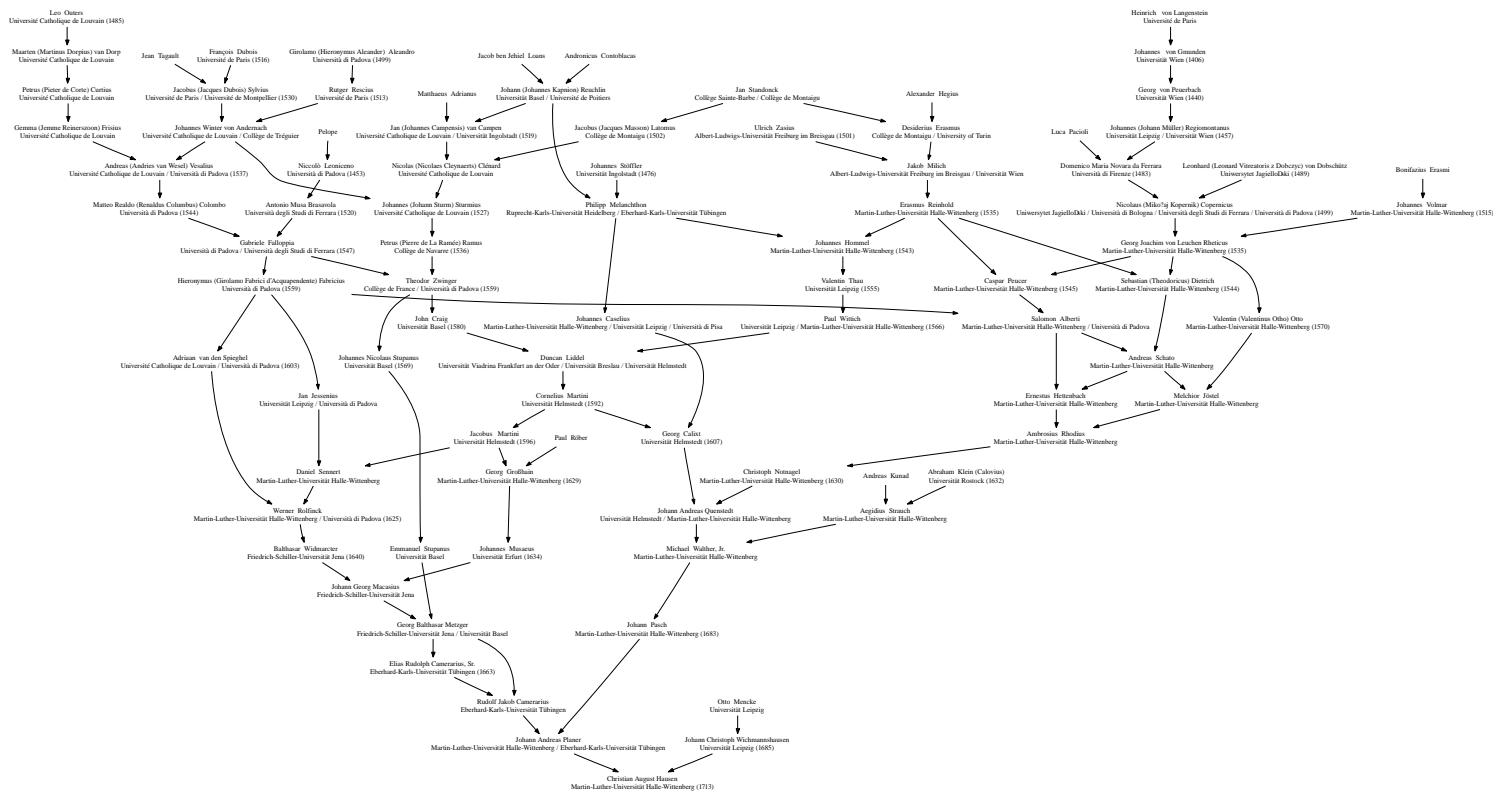 Leo Outers
Université Catholique de Louvain (1485)
Heinrich von Langenstein
Université de Paris
Maarten (Martinus Dorpius) van Dorp
Université Catholique de Louvain
Jean Tagault
François Dubois
Université de Paris (1516)
Girolamo (Hieronymus Aleander) Aleandro
Università di Padova (1499)
Jacob ben Jehiel Loans
Andronicus Contoblacas
Johannes von Gmunden
Universität Wien (1406)
Petrus (Pieter de Corte) Curtius
Université Catholique de Louvain
Jacobus (Jacques Dubois) Sylvius
Université de Paris / Université de Montpellier (1530)
Rutger Rescius
Université de Paris (1513)
Matthaeus Adrianus
Johann (Johannes Kapnion) Reuchlin
Universität Basel / Université de Poitiers
Jan Standonck
Collège Sainte-Barbe / Collège de Montaigu
Alexander Hegius
Georg von Peuerbach
Universität Wien (1440)
Gemma (Jemme Reinerszoon) Frisius
Université Catholique de Louvain
Johannes Winter von Andernach
Université Catholique de Louvain / Collège de Tréguier
Pelope
Jan (Johannes Campensis) van Campen
Université Catholique de Louvain / Universität Ingolstadt (1519)
Jacobus (Jacques Masson) Latomus
Collège de Montaigu (1502)
Ulrich Zasius
Albert-Ludwigs-Universität Freiburg im Breisgau (1501)
Desiderius Erasmus
Collège de Montaigu / University of Turin
Luca Pacioli
Johannes (Johann Müller) Regiomontanus
Universität Leipzig / Universität Wien (1457)
Andreas (Andries van Wesel) Vesalius
Université Catholique de Louvain / Università di Padova (1537)
Niccolò Leoniceno
Università di Padova (1453)
Nicolas (Nicolaes Cleynaerts) Clénard
Université Catholique de Louvain
Johannes Stöffler
Universität Ingolstadt (1476)
Jakob Milich
Albert-Ludwigs-Universität Freiburg im Breisgau / Universität Wien
Domenico Maria Novara da Ferrara
Università di Firenze (1483)
Leonhard (Leonard Vitreatoris z Dobczyc) von Dobschütz
Uniwersytet JagielloDki (1489)
Bonifazius Erasmi
Matteo Realdo (Renaldus Columbus) Colombo
Università di Padova (1544)
Antonio Musa Brasavola
Università degli Studi di Ferrara (1520)
Johannes (Johann Sturm) Sturmius
Université Catholique de Louvain (1527)
Philipp Melanchthon
Ruprecht-Karls-Universität Heidelberg / Eberhard-Karls-Universität Tübingen
Erasmus Reinhold
Martin-Luther-Universität Halle-Wittenberg (1535)
Nicolaus (Miko?aj Kopernik) Copernicus
Uniwersytet JagielloDki / Università di Bologna / Università degli Studi di Ferrara / Università di Padova (1499)
Johannes Volmar
Martin-Luther-Universität Halle-Wittenberg (1515)
Gabriele Falloppia
Università di Padova / Università degli Studi di Ferrara (1547)
Petrus (Pierre de La Ramée) Ramus
Collège de Navarre (1536)
Johannes Hommel
Martin-Luther-Universität Halle-Wittenberg (1543)
Georg Joachim von Leuchen Rheticus
Martin-Luther-Universität Halle-Wittenberg (1535)
Hieronymus (Girolamo Fabrici d'Acquapendente) Fabricius
Università di Padova (1559)
Theodor Zwinger
Collège de France / Università di Padova (1559)
Valentin Thau
Universität Leipzig (1555)
Caspar Peucer
Martin-Luther-Universität Halle-Wittenberg (1545)
Sebastian (Theodoricus) Dietrich
Martin-Luther-Universität Halle-Wittenberg (1544)
John Craig
Universität Basel (1580)
Johannes Caselius
Martin-Luther-Universität Halle-Wittenberg / Universität Leipzig / Università di Pisa
Paul Wittich
Universität Leipzig / Martin-Luther-Universität Halle-Wittenberg (1566)
Salomon Alberti
Martin-Luther-Universität Halle-Wittenberg / Università di Padova
Valentin (Valentinus Otho) Otto
Martin-Luther-Universität Halle-Wittenberg (1570)
Adriaan van den Spieghel
Université Catholique de Louvain / Università di Padova (1603)
Johannes Nicolaus Stupanus
Universität Basel (1569)
Duncan Liddel
Universität Viadrina Frankfurt an der Oder / Universität Breslau / Universität Helmstedt
Andreas Schato
Martin-Luther-Universität Halle-Wittenberg
Jan Jessenius
Universität Leipzig / Università di Padova
Cornelius Martini
Universität Helmstedt (1592)
Ernestus Hettenbach
Martin-Luther-Universität Halle-Wittenberg
Melchior Jöstel
Martin-Luther-Universität Halle-Wittenberg
Jacobus Martini
Universität Helmstedt (1596)
Paul Röber
Georg Calixt
Universität Helmstedt (1607)
Ambrosius Rhodius
Martin-Luther-Universität Halle-Wittenberg
Daniel Sennert
Martin-Luther-Universität Halle-Wittenberg
Georg Großhain
Martin-Luther-Universität Halle-Wittenberg (1629)
Christoph Notnagel
Martin-Luther-Universität Halle-Wittenberg (1630)
Andreas Kunad
Abraham Klein (Calovius)
Universität Rostock (1632)
Werner Rolfinck
Martin-Luther-Universität Halle-Wittenberg / Università di Padova (1625)
Johann Andreas Quenstedt
Universität Helmstedt / Martin-Luther-Universität Halle-Wittenberg
Aegidius Strauch
Martin-Luther-Universität Halle-Wittenberg
Balthasar Widmarcter
Friedrich-Schiller-Universität Jena (1640)
Emmanuel Stupanus
Universität Basel
Johannes Musaeus
Universität Erfurt (1634)
Michael Walther, Jr.
Martin-Luther-Universität Halle-Wittenberg
Johann Georg Macasius
Friedrich-Schiller-Universität Jena
Georg Balthasar Metzger
Friedrich-Schiller-Universität Jena / Universität Basel
Johann Pasch
Martin-Luther-Universität Halle-Wittenberg (1683)
Elias Rudolph Camerarius, Sr.
Eberhard-Karls-Universität Tübingen (1663)
Rudolf Jakob Camerarius
Eberhard-Karls-Universität Tübingen
Otto Mencke
Universität Leipzig
Johann Andreas Planer
Martin-Luther-Universität Halle-Wittenberg / Eberhard-Karls-Universität Tübingen
Johann Christoph Wichmannshausen
Universität Leipzig (1685)
Christian August Hausen
Martin-Luther-Universität Halle-Wittenberg (1713)